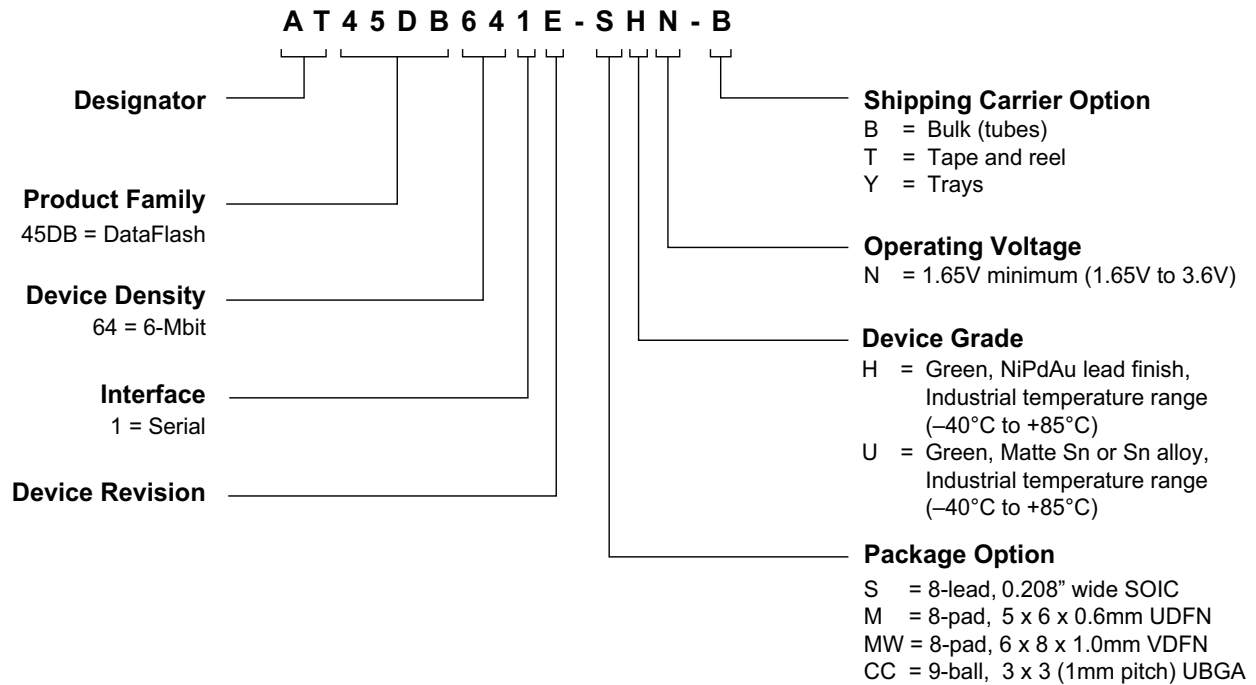 A T 4 5 D B 6 4 1 E - S H N - B
Designator
Product Family
45DB = DataFlash
Device Density
64 = 6-Mbit
Interface
1 = Serial
Device Revision
Shipping Carrier Option
B = Bulk (tubes)
T = Tape and reel
Y = Trays
Operating Voltage
N = 1.65V minimum (1.65V to 3.6V)
Device Grade
H = Green, NiPdAu lead finish,
Industrial temperature range
(–40°C to +85°C)
U = Green, Matte Sn or Sn alloy,
Industrial temperature range
(–40°C to +85°C)
Package Option
S = 8-lead, 0.208” wide SOIC
M = 8-pad, 5 x 6 x 0.6mm UDFN
MW = 8-pad, 6 x 8 x 1.0mm VDFN
CC = 9-ball, 3 x 3 (1mm pitch) UBGA